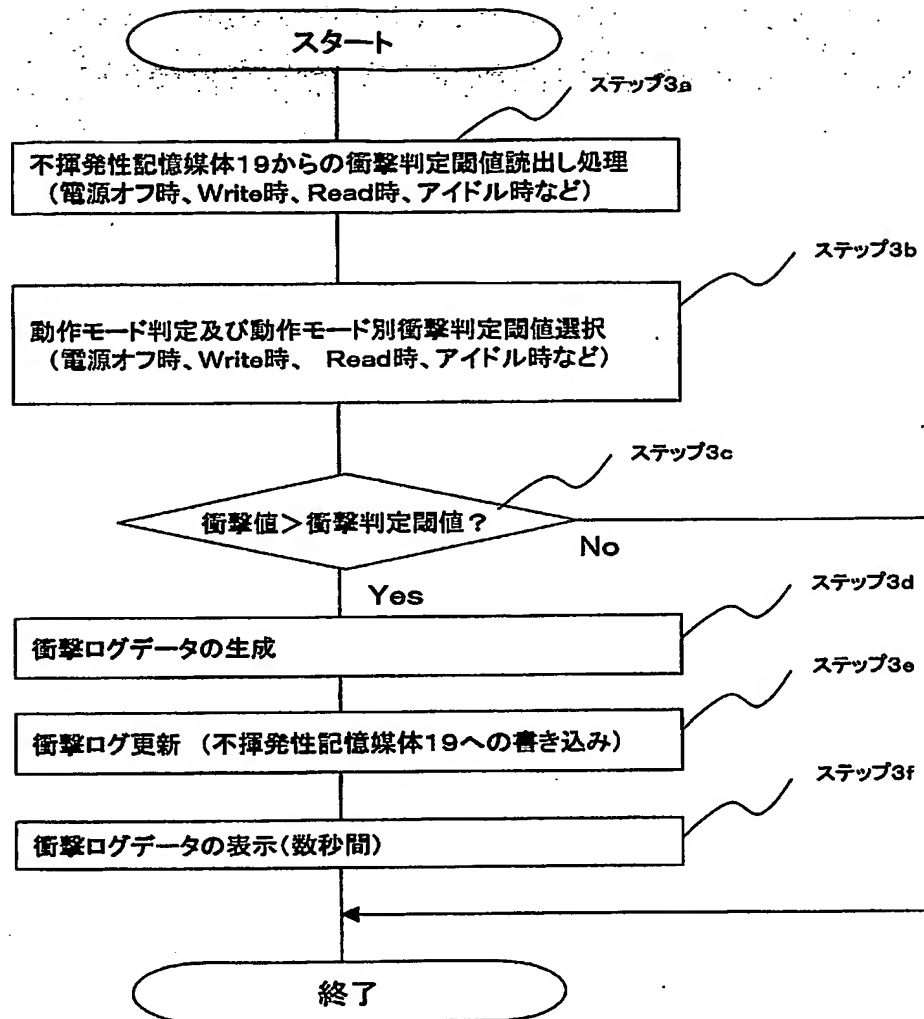 スタート
ステップ3a
不揮発性記憶媒体19からの衝撃判定閾値読出し処理
（電源オフ時、Write時、Read時、アイドル時など）
ステップ3b
動作モード判定及び動作モード別衝撃判定閾値選択
（電源オフ時、Write時、 Read時、アイドル時など）
ステップ3c
衝撃値＞衝撃判定閾値？
No
Yes
ステップ3d
衝撃ログデータの生成
ステップ3e
衝撃ログ更新 （不揮発性記憶媒体19への書き込み）
ステップ3f
衝撃ログデータの表示（数秒間）
終了